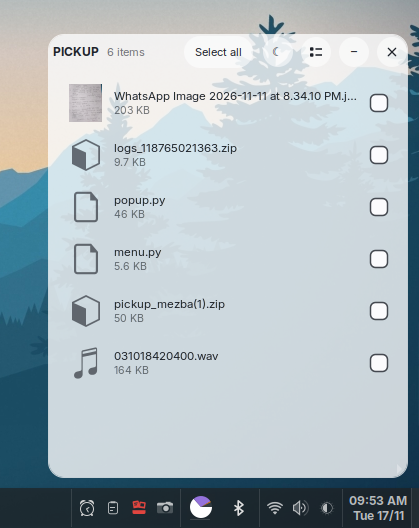 PICKUP 6 items Select all
WhatsApp Image 2026-11-11 at 8.34.10 PM.j...
203 KB
logs_118765021363.zip
9.7 KB
popup.py
46 KB
menu.py
5.6 KB
pickup_mezba(1).zip
50 KB
031018420400.wav
164 KB
09:53 AM
Tue 17/11